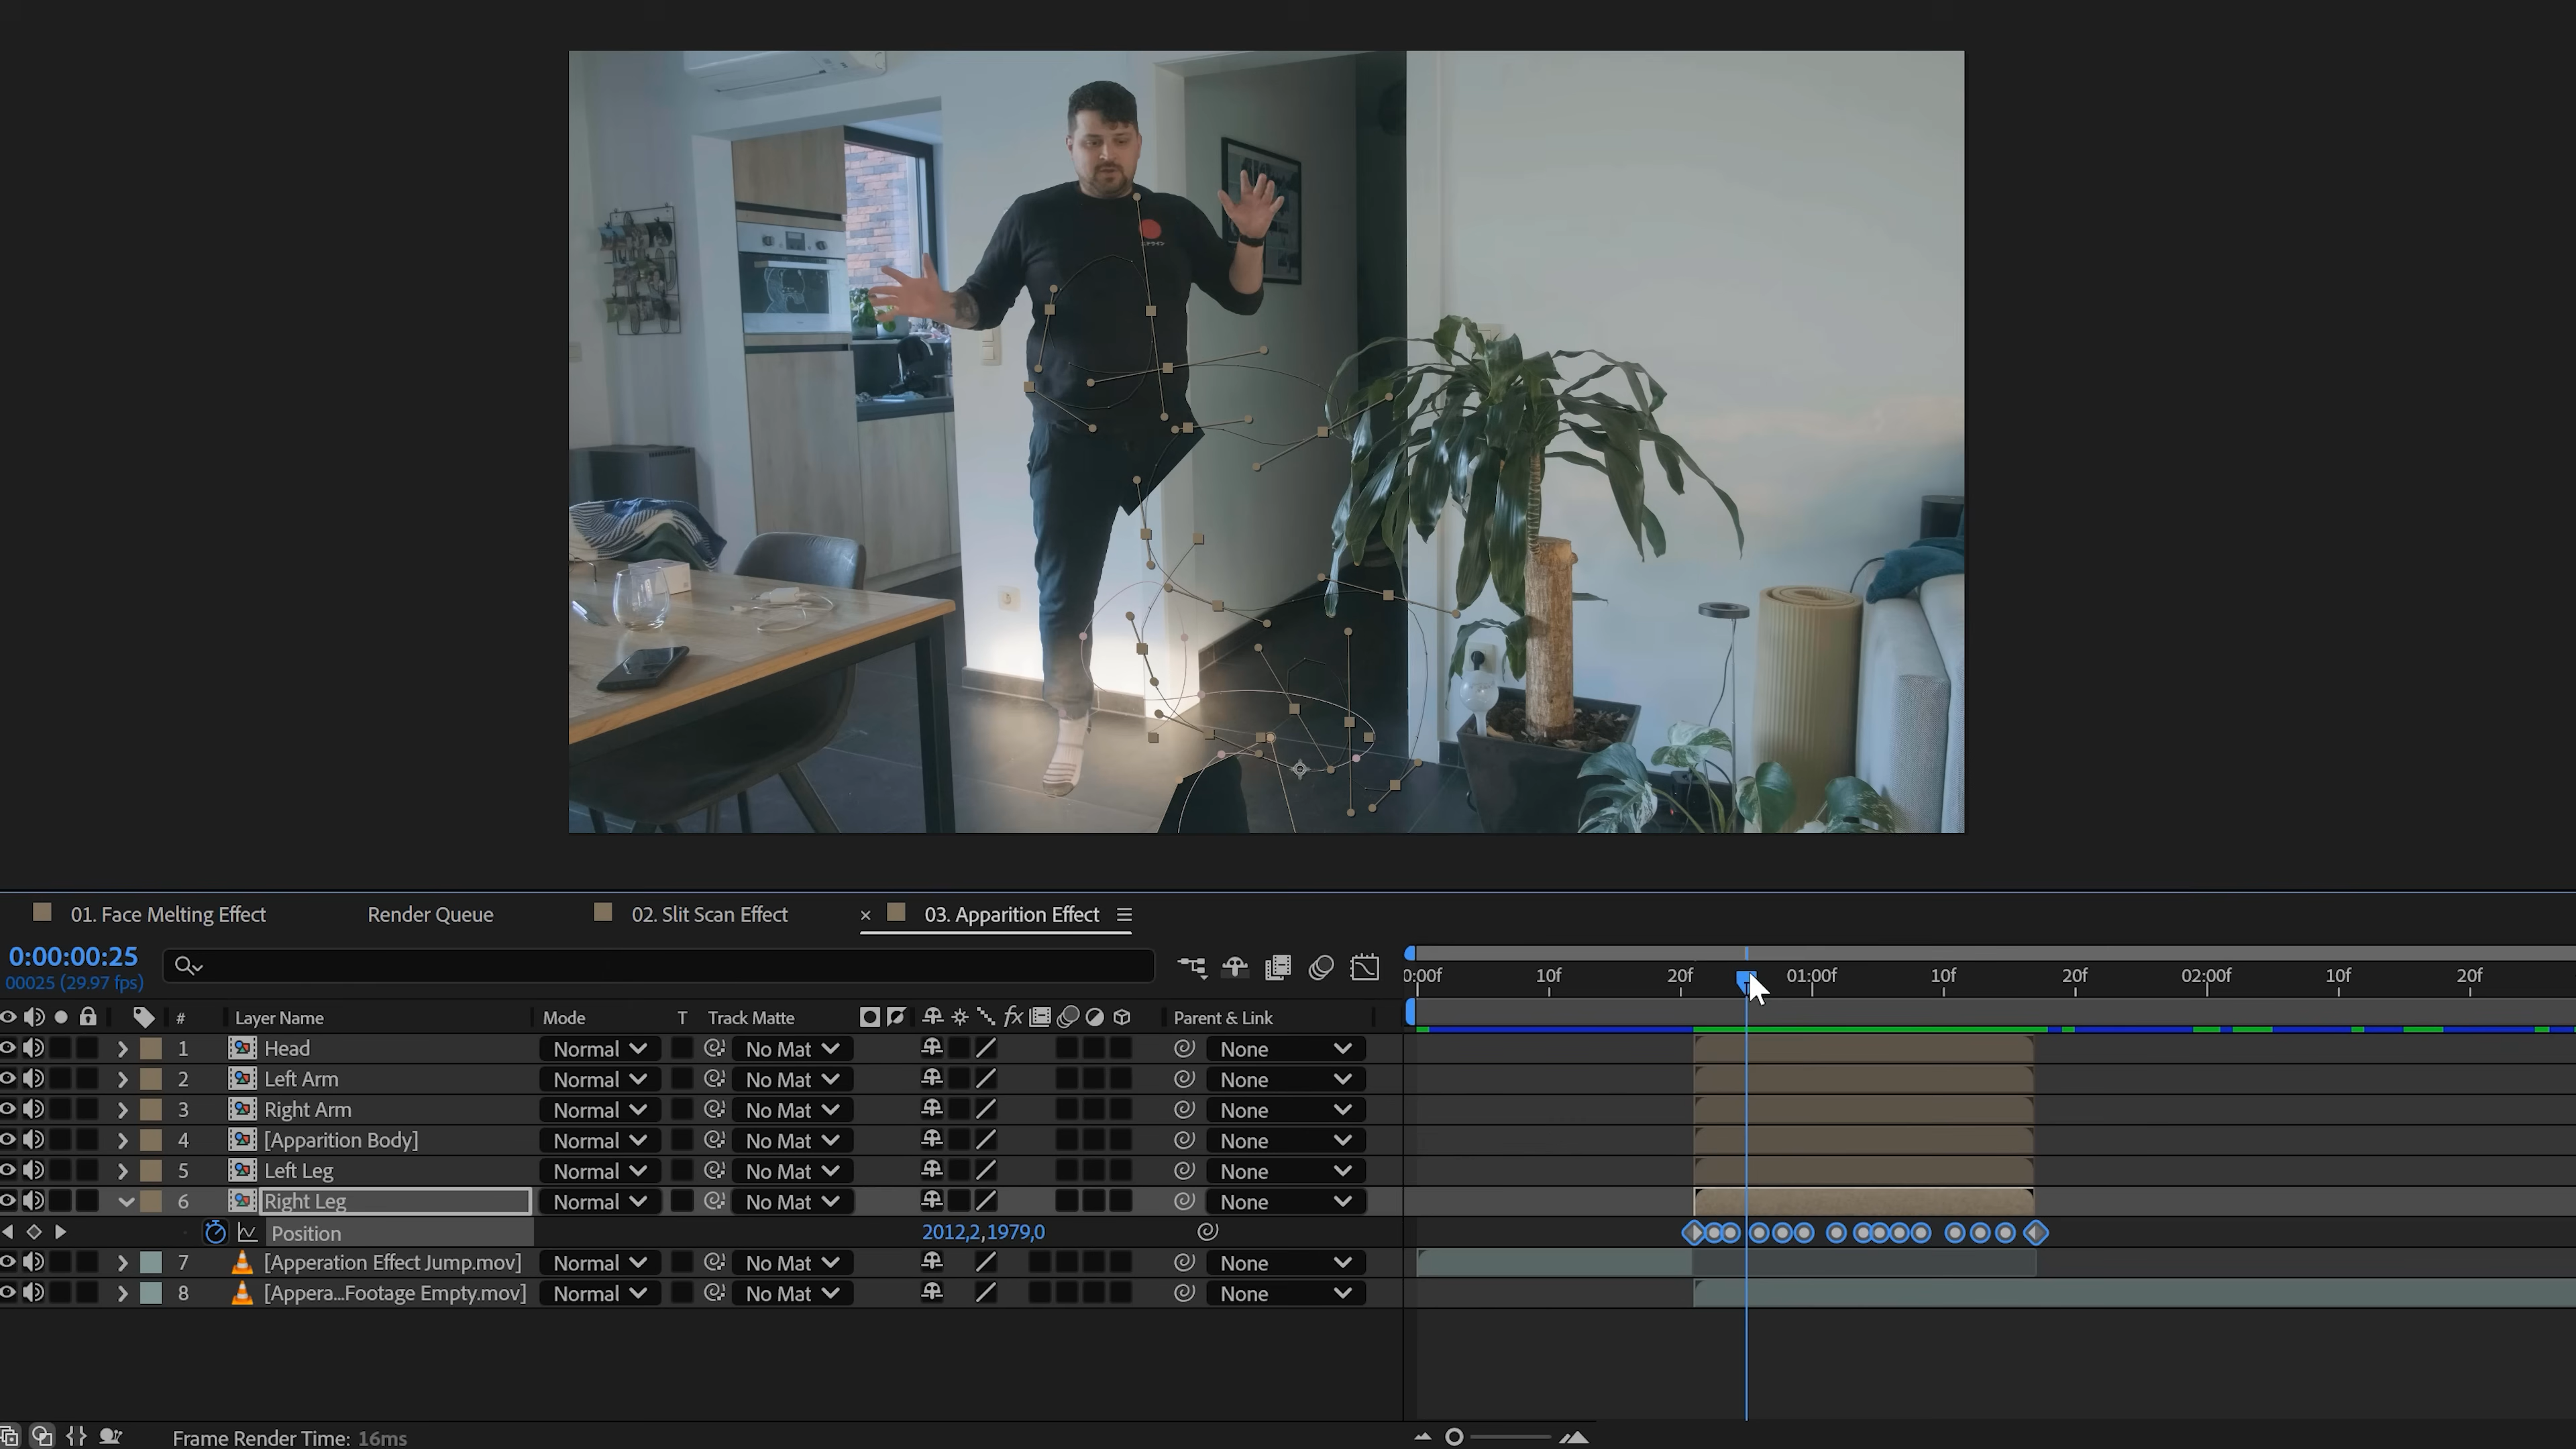 01. Face Melting Effect
Render Queue
02. Slit Scan Effect
× 03. Apparition Effect
0:00:00:25
00025 (29.97 fps)
0:00f 10f 20f 01:00f 10f 20f 02:00f 10f 20f
# Layer Name Mode T Track Matte fx Parent & Link
1 Head Normal No Mat None
2 Left Arm Normal No Mat None
3 Right Arm Normal No Mat None
4 [Apparition Body] Normal No Mat None
5 Left Leg Normal No Mat None
6 Right Leg Normal No Mat None
Position 2012,2,1979,0
7 [Apperation Effect Jump.mov] Normal No Mat None
8 [Appera...Footage Empty.mov] Normal No Mat None
Frame Render Time: 16ms